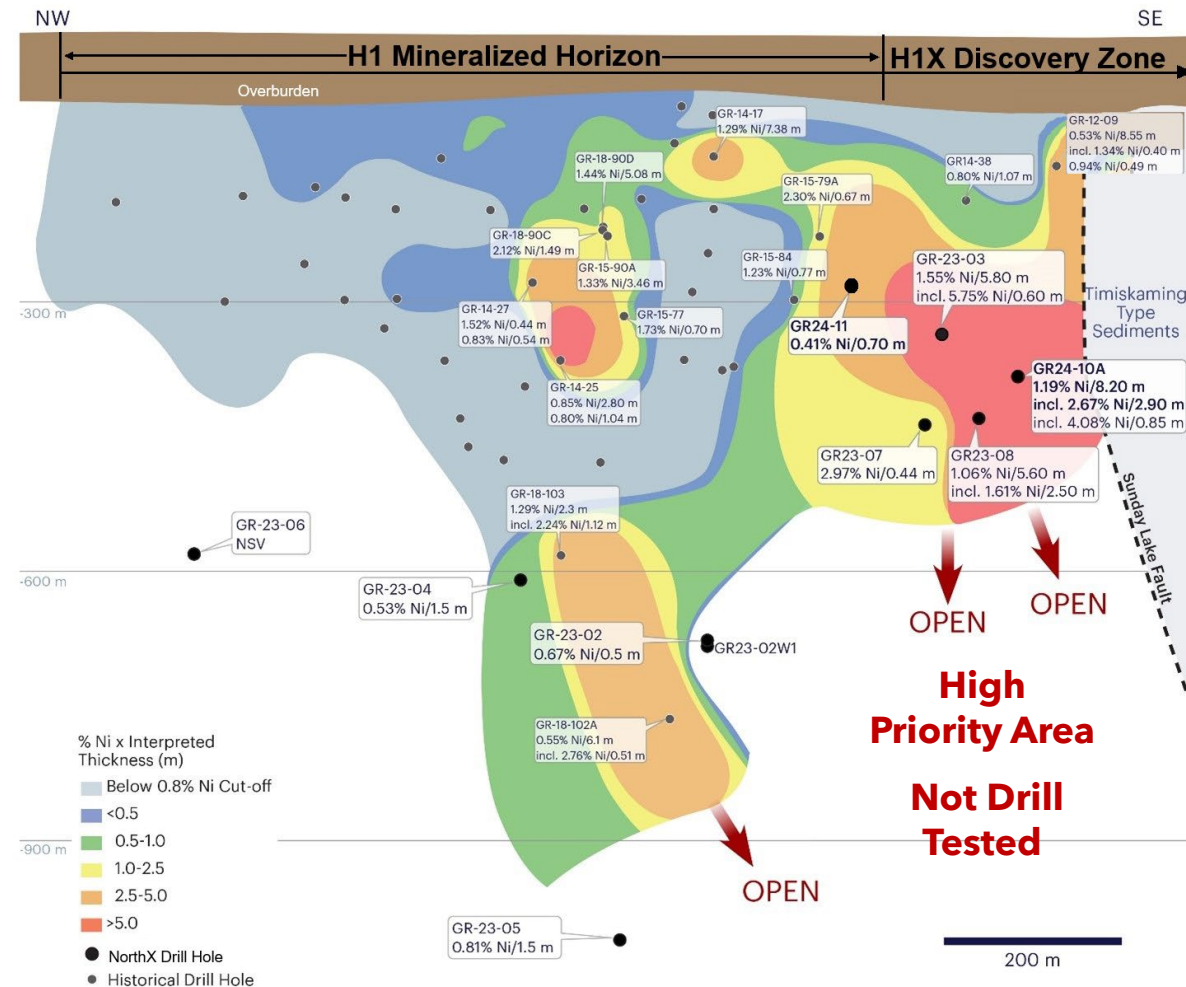 NW
SE
H1 Mineralized Horizon
H1X Discovery Zone
Overburden
GR-14-17
1.29% Ni/7.38 m
GR-12-09
0.53% Ni/8.55 m
incl. 1.34% Ni/0.40 m
0.94% Ni/0.49 m
GR-18-90D
1.44% Ni/5.08 m
GR14-38
0.80% Ni/1.07 m
GR-15-79A
2.30% Ni/0.67 m
GR-18-90C
2.12% Ni/1.49 m
GR-15-90A
1.33% Ni/3.46 m
GR-15-84
1.23% Ni/0.77 m
GR-23-03
1.55% Ni/5.80 m
incl. 5.75% Ni/0.60 m
Timiskaming
Type
Sediments
-300 m
GR-14-27
1.52% Ni/0.44 m
0.83% Ni/0.54 m
GR-15-77
1.73% Ni/0.70 m
GR24-11
0.41% Ni/0.70 m
GR24-10A
1.19% Ni/8.20 m
incl. 2.67% Ni/2.90 m
incl. 4.08% Ni/0.85 m
GR-14-25
0.85% Ni/2.80 m
0.80% Ni/1.04 m
GR23-07
2.97% Ni/0.44 m
GR23-08
1.06% Ni/5.60 m
incl. 1.61% Ni/2.50 m
Sunday Lake Fault
GR-18-103
1.29% Ni/2.3 m
incl. 2.24% Ni/1.12 m
GR-23-06
NSV
-600 m
GR-23-04
0.53% Ni/1.5 m
OPEN
OPEN
GR-23-02
0.67% Ni/0.5 m
GR23-02W1
High
Priority Area
Not Drill
Tested
GR-18-102A
0.55% Ni/6.1 m
incl. 2.76% Ni/0.51 m
% Ni x Interpreted
Thickness (m)
Below 0.8% Ni Cut-off
<0.5
0.5-1.0
1.0-2.5
2.5-5.0
>5.0
NorthX Drill Hole
Historical Drill Hole
-900 m
OPEN
GR-23-05
0.81% Ni/1.5 m
200 m